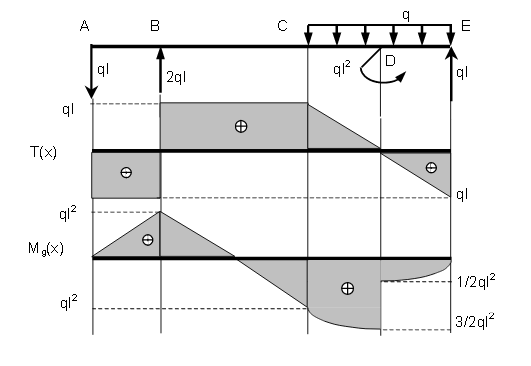 q
A B C E
ql 2ql ql² D ql
ql
T(x)
ql
ql²
Mg(x)
1/2ql²
ql²
3/2ql²